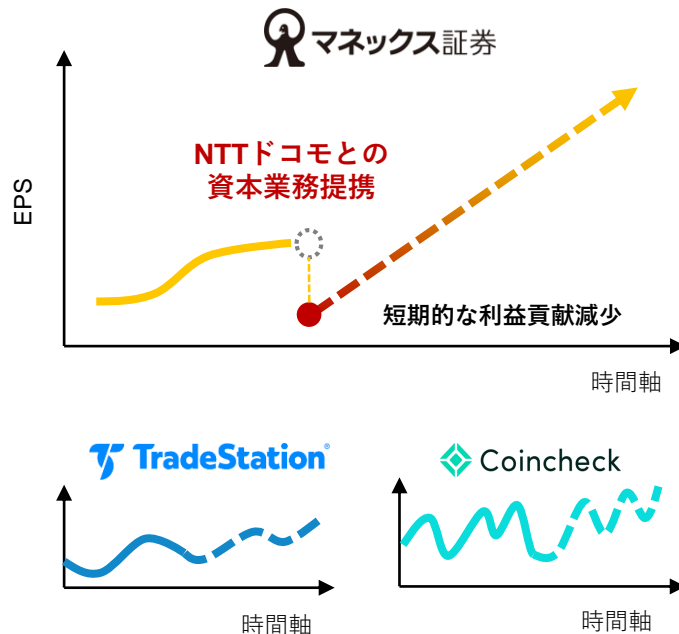 マネックス証券
EPS
NTTドコモとの
資本業務提携
短期的な利益貢献減少
時間軸
TradeStation®
Coincheck
時間軸
時間軸